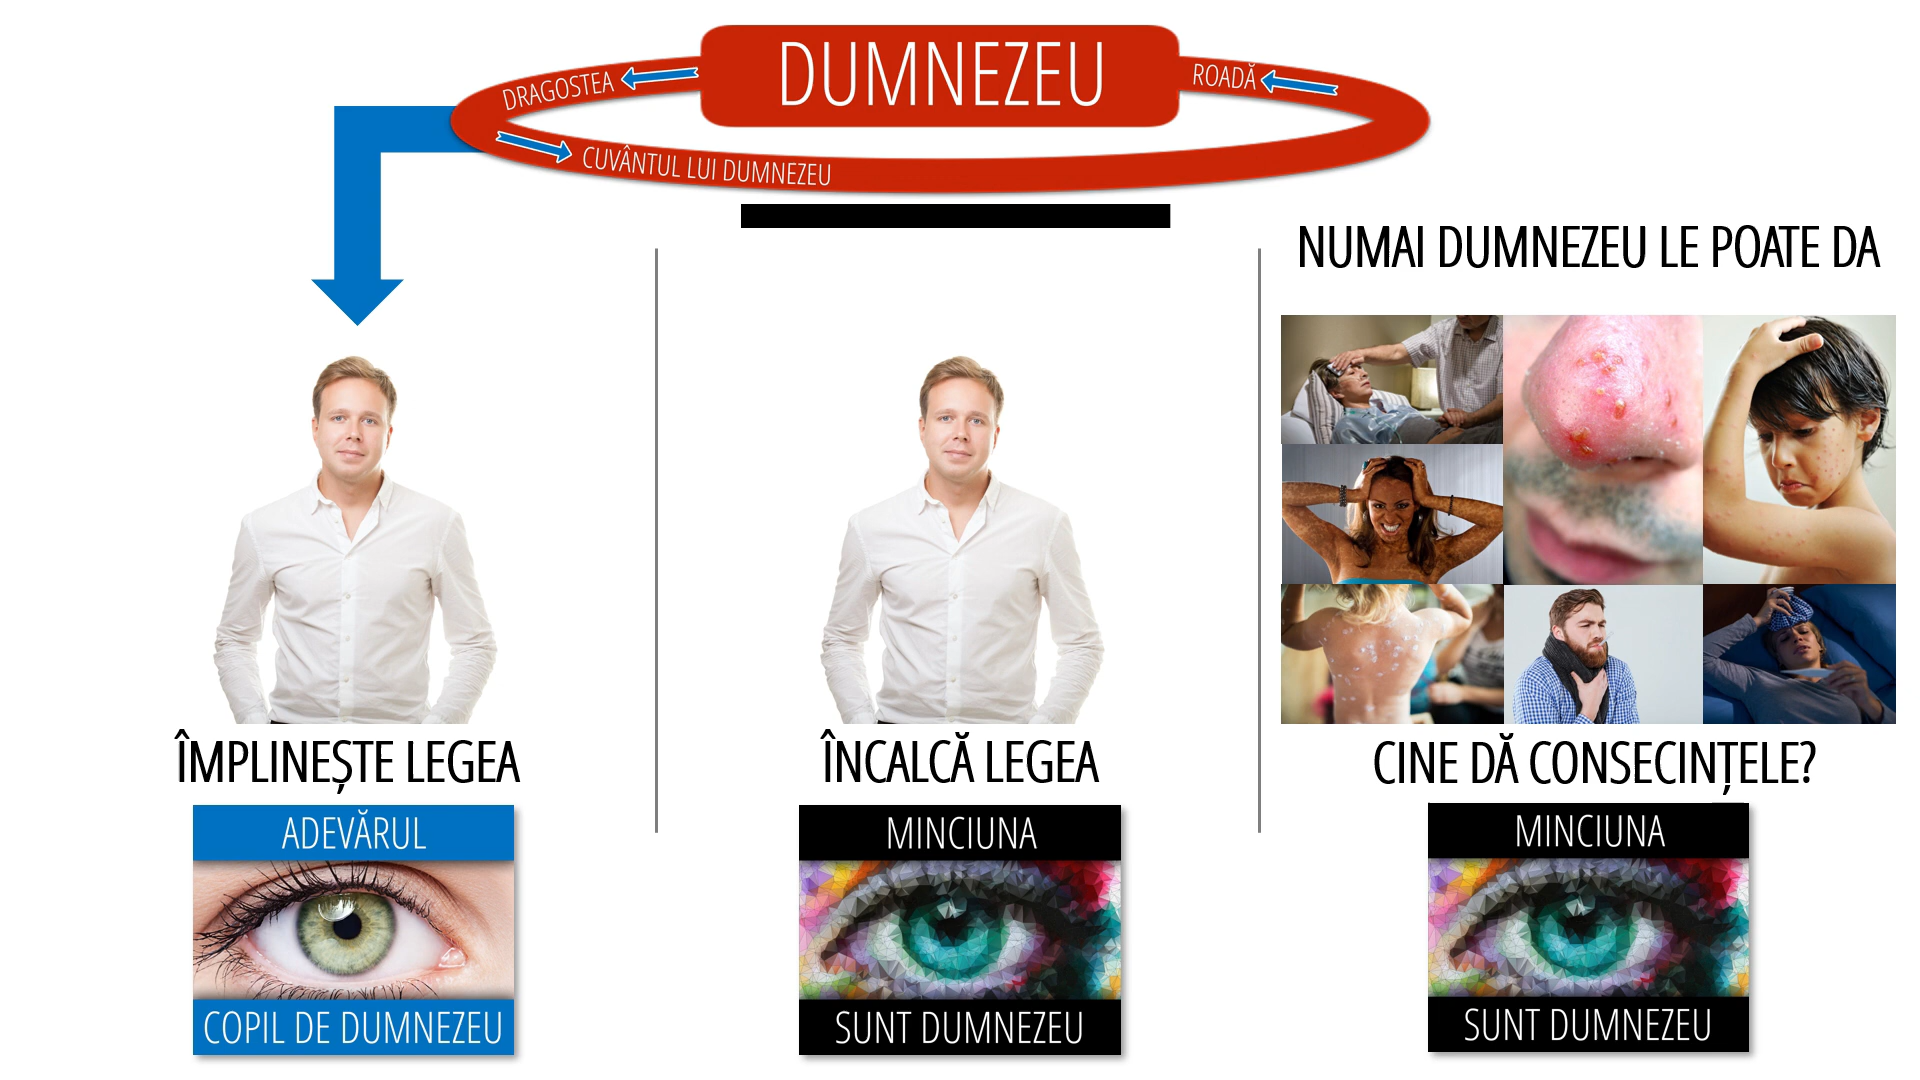 DUMNEZEU
DRAGOSTEA
ROADĂ
CUVÂNTUL LUI DUMNEZEU
NUMAI DUMNEZEU LE POATE DA
ÎMPLINEȘTE LEGEA
ÎNCALCĂ LEGEA
CINE DĂ CONSECINȚELE?
ADEVĂRUL
COPIL DE DUMNEZEU
MINCIUNA
SUNT DUMNEZEU
MINCIUNA
SUNT DUMNEZEU